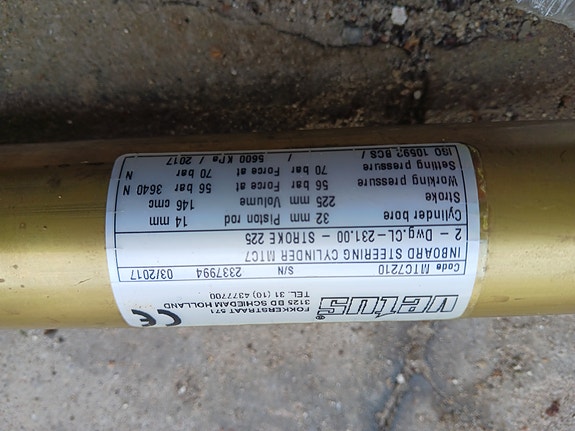 vetus®
FOKKERSTRAAT 571
3125 BD SCHIEDAM HOLLAND
TEL. 31 (10) 4377700
CE
Code MTC7210 S/N 2337994 03/2017
INBOARD STEERING CYLINDER MTC7
2 - Dwg.CL-231.00 - STROKE 225
Cylinder bore 32 mm Piston rod 14 mm
Stroke 225 mm Volume 146 cmc
Working pressure 56 bar Force at 56 bar 3640 N
Setting pressure 70 bar Force at 70 bar N
ISO 10592 BCS / / 5600 KPa / 2017